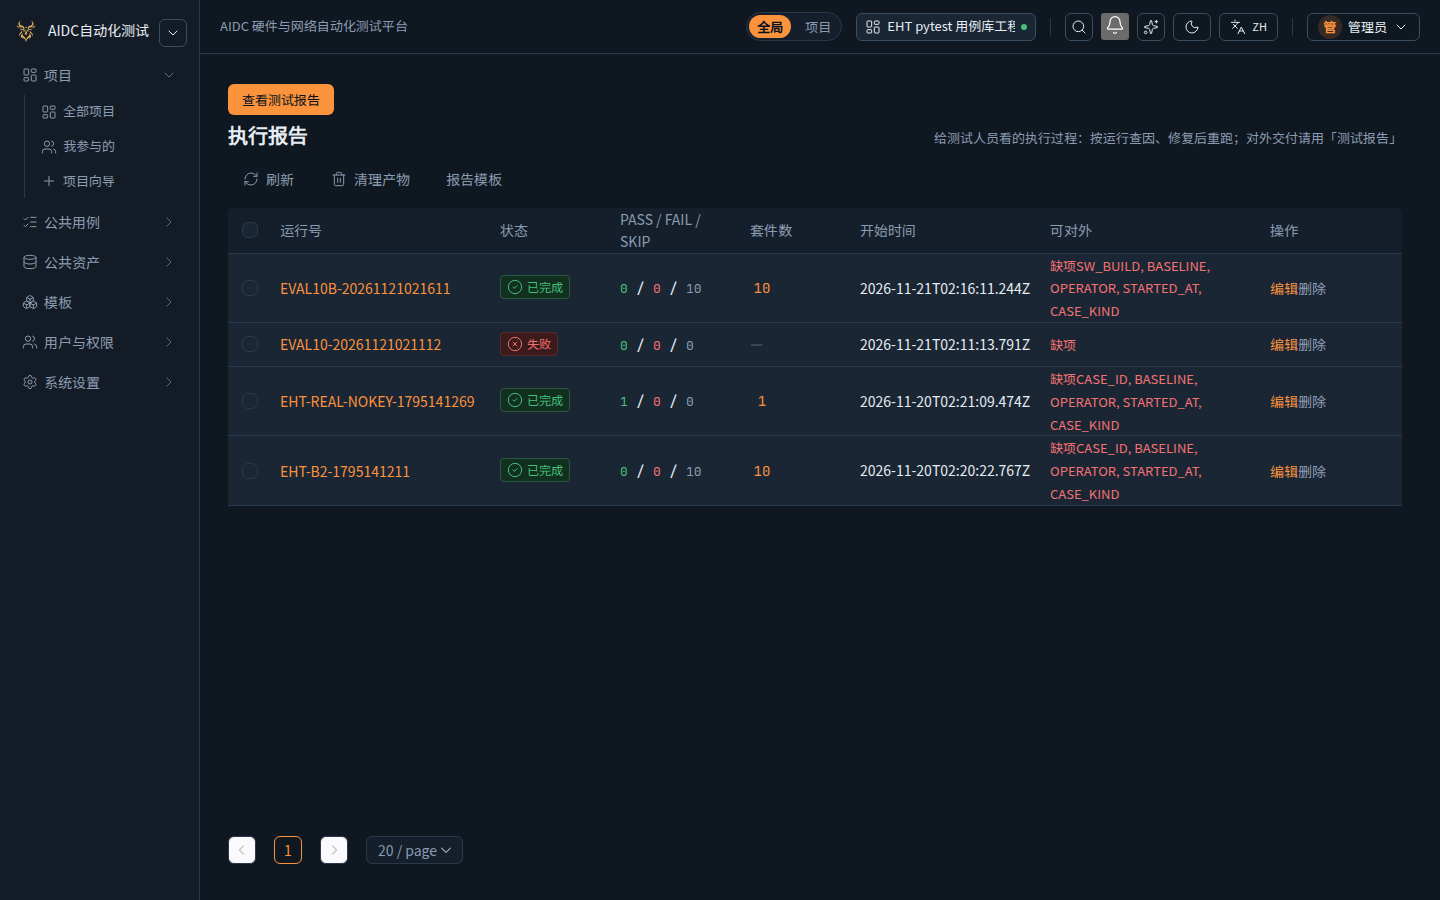 AIDC自动化测试
AIDC 硬件与网络自动化测试平台
全局 项目
EHT pytest 用例库工程
ZH
管 管理员
项目
全部项目
我参与的
项目向导
公共用例
公共资产
模板
用户与权限
系统设置
查看测试报告
执行报告
给测试人员看的执行过程：按运行查因、修复后重跑；对外交付请用「测试报告」
刷新 清理产物 报告模板
运行号 状态 PASS / FAIL / SKIP 套件数 开始时间 可对外 操作
EVAL10B-20261121021611 已完成 0 / 0 / 10 10 2026-11-21T02:16:11.244Z 缺项SW_BUILD, BASELINE, OPERATOR, STARTED_AT, CASE_KIND 编辑删除
EVAL10-20261121021112 失败 0 / 0 / 0 — 2026-11-21T02:11:13.791Z 缺项 编辑删除
EHT-REAL-NOKEY-1795141269 已完成 1 / 0 / 0 1 2026-11-20T02:21:09.474Z 缺项CASE_ID, BASELINE, OPERATOR, STARTED_AT, CASE_KIND 编辑删除
EHT-B2-1795141211 已完成 0 / 0 / 10 10 2026-11-20T02:20:22.767Z 缺项CASE_ID, BASELINE, OPERATOR, STARTED_AT, CASE_KIND 编辑删除
1 20 / page